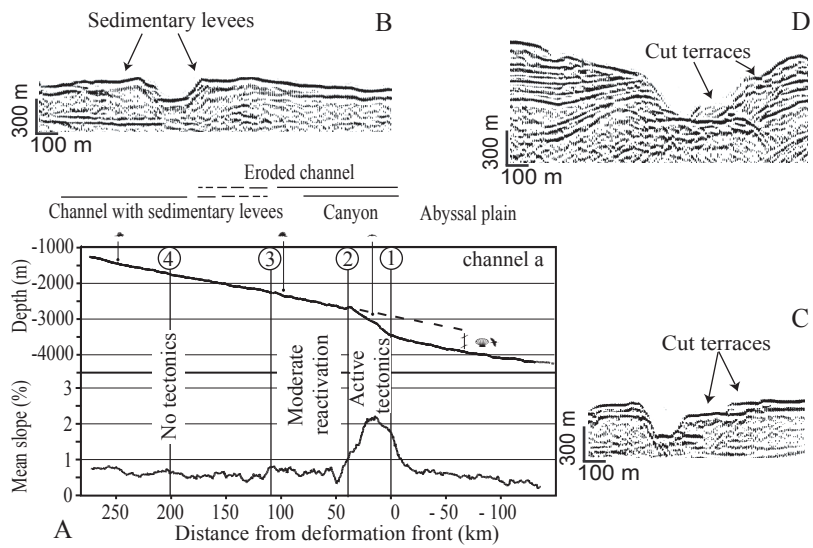 Sedimentary levees
B
300 m
100 m
D
Cut terraces
300 m
100 m
Eroded channel
Channel with sedimentary levees
Canyon
Abyssal plain
-1000
-2000
-3000
-4000
Depth (m)
4
3
2
1
channel a
No tectonics
Moderate
reactivation
Active
tectonics
3
2
1
0
Mean slope (%)
250 200 150 100 50 0 - 50 - 100
A
Distance from deformation front (km)
C
Cut terraces
300 m
100 m